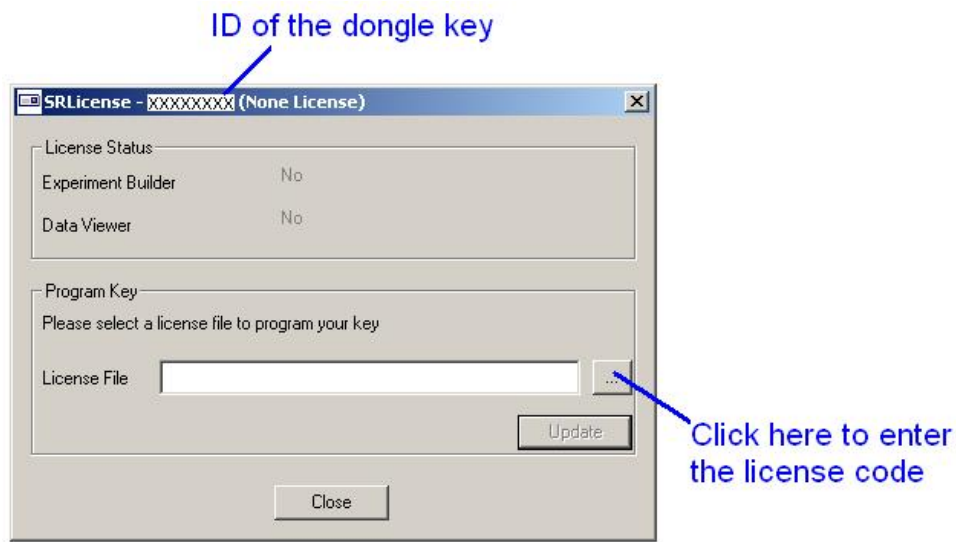 ID of the dongle key
SRLicense - XXXXXXXX (None License)
License Status
Experiment Builder No
Data Viewer No
Program Key
Please select a license file to program your key
License File ...
Update
Click here to enter
the license code
Close